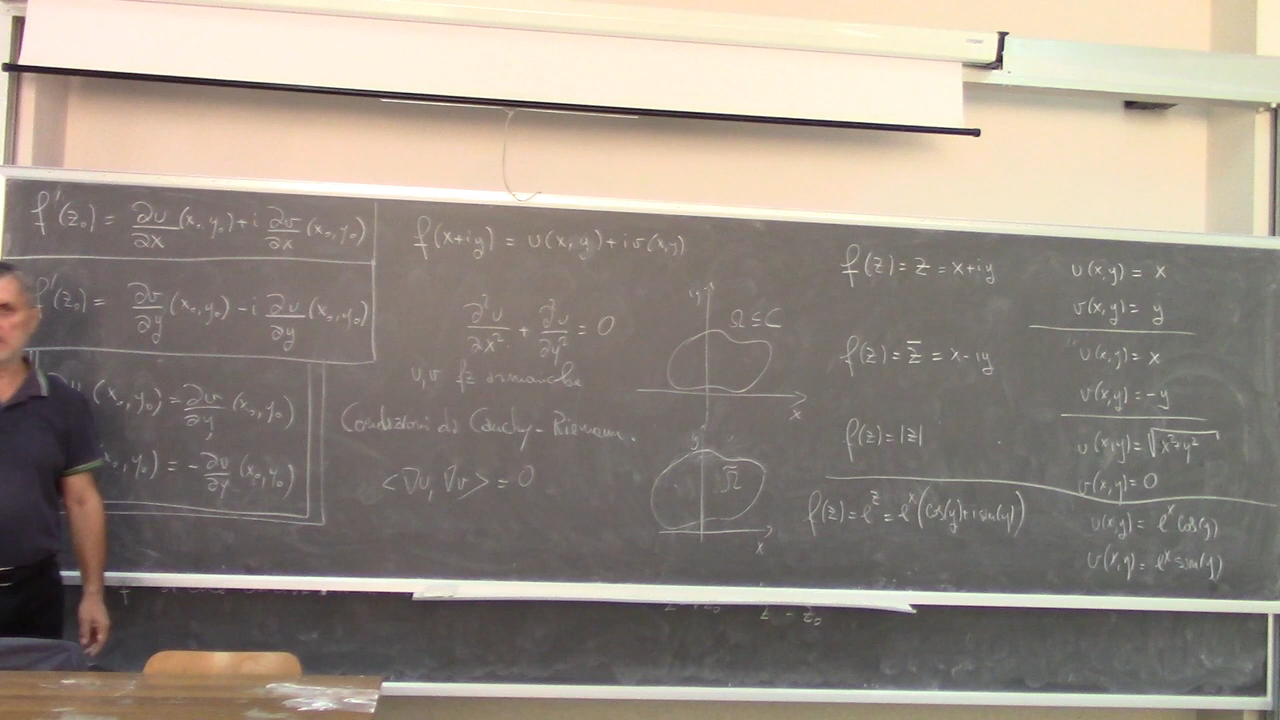 f'(z₀) = ∂u/∂x (x₀, y₀) + i ∂v/∂x (x₀, y₀)
f'(z₀) = ∂v/∂y (x₀, y₀) - i ∂u/∂y (x₀, y₀)
(x₀, y₀) = ∂v/∂y (x₀, y₀)
(x₀, y₀) = -∂u/∂y (x₀, y₀)
f(x+iy) = u(x, y) + i v(x, y)
∂²u/∂x² + ∂²u/∂y² = 0
u, v fz armoniche
Condizioni di Cauchy-Riemann.
<∇u, ∇v> = 0
iy
Ω ⊆ C
x
y
Ω̃
x
f(z) = z = x+iy
f(z) = z̄ = x-iy
f(z) = |z|
f(z) = e^z = e^x (cos(y)+i sin(y))
u(x, y) = x
v(x, y) = y
u(x, y) = x
v(x, y) = -y
u(x, y) = √(x²+y²)
v(x, y) = 0
u(x, y) = e^x cos(y)
v(x, y) = e^x sin(y)